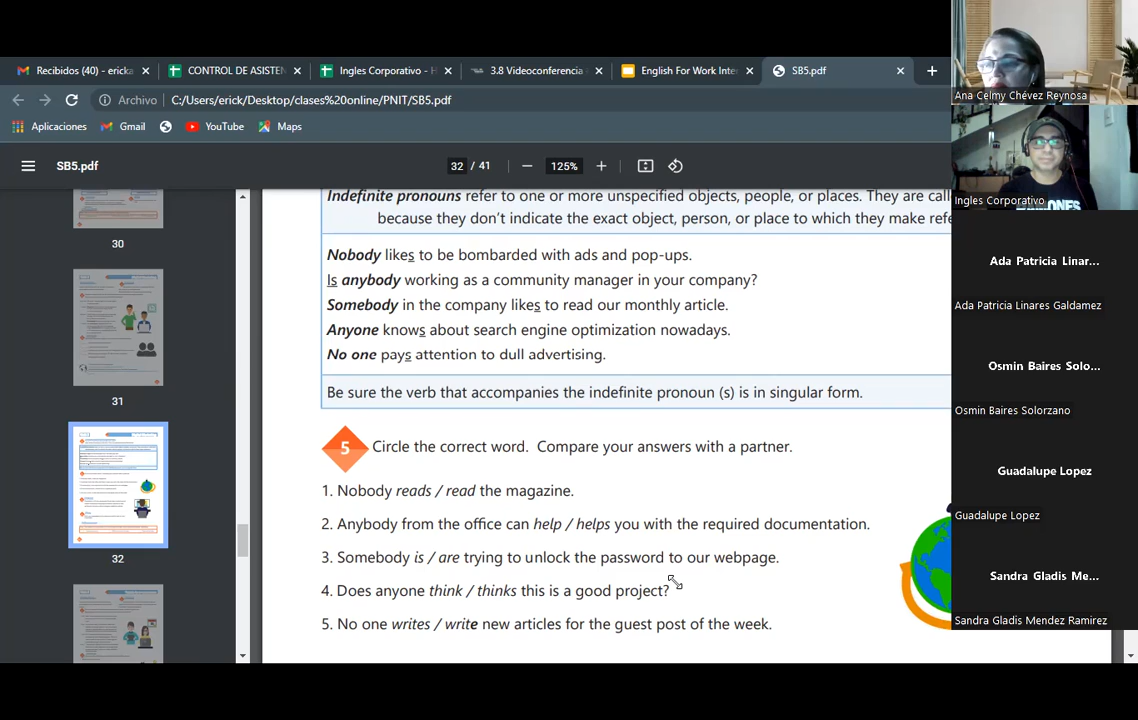 Recibidos (40) - ericka
CONTROL DE ASISTEN
Ingles Corporativo - H
3.8 Videoconferencia
English For Work Inte
SB5.pdf
Archivo
C:/Users/erick/Desktop/clases%20online/PNIT/SB5.pdf
Aplicaciones
Gmail
YouTube
Maps
SB5.pdf
32 / 41
125%
Indefinite pronouns refer to one or more unspecified objects, people, or places. They are call
because they don't indicate the exact object, person, or place to which they make refe
Nobody likes to be bombarded with ads and pop-ups.
Is anybody working as a community manager in your company?
Somebody in the company likes to read our monthly article.
Anyone knows about search engine optimization nowadays.
No one pays attention to dull advertising.
Be sure the verb that accompanies the indefinite pronoun (s) is in singular form.
5 Circle the correct word. Compare your answers with a partner.
1. Nobody reads / read the magazine.
2. Anybody from the office can help / helps you with the required documentation.
3. Somebody is / are trying to unlock the password to our webpage.
4. Does anyone think / thinks this is a good project?
5. No one writes / write new articles for the guest post of the week.
30
31
32
Ana Celmy Chévez Reynosa
Ingles Corporativo
Ada Patricia Linar...
Ada Patricia Linares Galdamez
Osmin Baires Solo...
Osmin Baires Solorzano
Guadalupe Lopez
Guadalupe Lopez
Sandra Gladis Me...
Sandra Gladis Mendez Ramirez